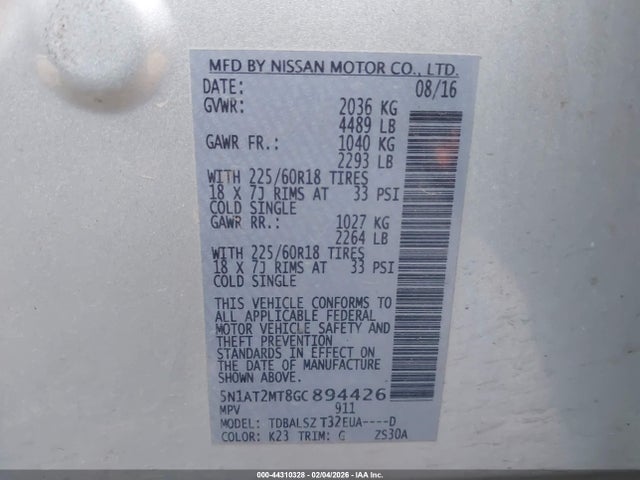 MFD BY NISSAN MOTOR CO., LTD.
DATE: 08/16
GVWR: 2036 KG
4489 LB
GAWR FR.: 1040 KG
2293 LB
WITH 225/60R18 TIRES
18 X 7J RIMS AT 33 PSI
COLD SINGLE
GAWR RR.: 1027 KG
2264 LB
WITH 225/60R18 TIRES
18 X 7J RIMS AT 33 PSI
COLD SINGLE
THIS VEHICLE CONFORMS TO
ALL APPLICABLE FEDERAL
MOTOR VEHICLE SAFETY AND
THEFT PREVENTION
STANDARDS IN EFFECT ON
THE DATE OF MANUFACTURE
5N1AT2MT8GC894426
MPV 911
MODEL: TDBALSZ T32EUA----D
COLOR: K23 TRIM: G ZS30A
000-44310328 - 02/04/2026 - IAAI.COM